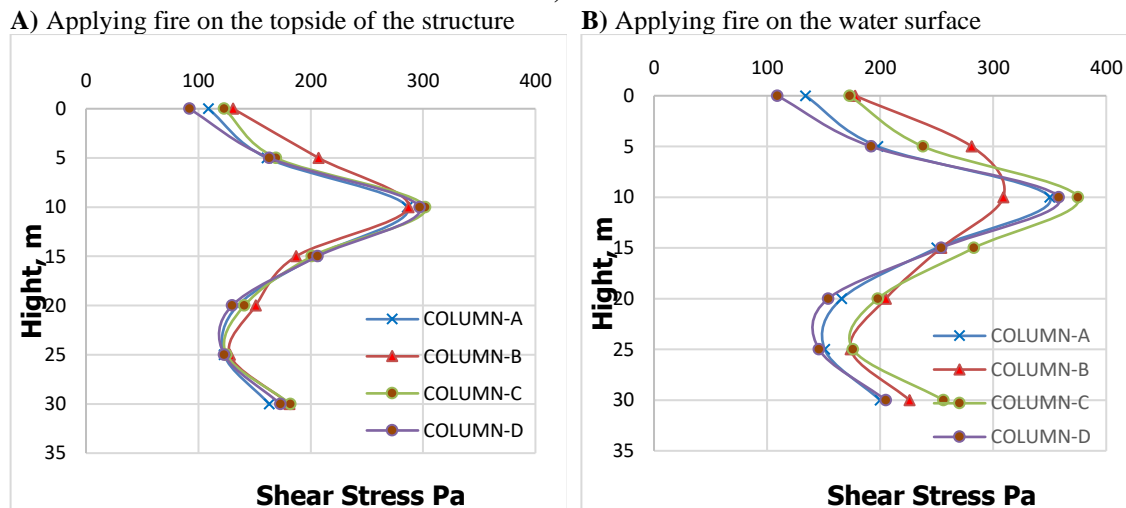 A) Applying fire on the topside of the structure
0 100 200 300 400
0
5
10
15
20
25
30
35
Hight, m
COLUMN-A
COLUMN-B
COLUMN-C
COLUMN-D
Shear Stress Pa
B) Applying fire on the water surface
0 100 200 300 400
0
5
10
15
20
25
30
35
Hight, m
COLUMN-A
COLUMN-B
COLUMN-C
COLUMN-D
Shear Stress Pa